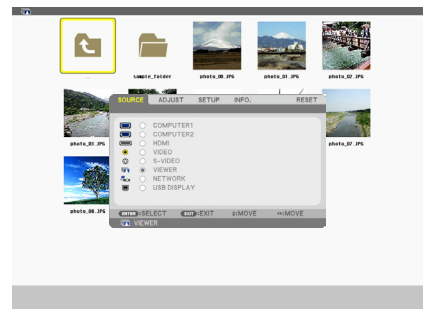 sample_folder
photo_00.JPG
photo_01.JPG
photo_02.JPG
SOURCE ADJUST SETUP INFO. RESET
COMPUTER1
COMPUTER2
HDMI
VIDEO
S-VIDEO
VIEWER
NETWORK
USB DISPLAY
photo_03.JPG
photo_07.JPG
photo_08.JPG
ENTER :SELECT EXIT :EXIT :MOVE :MOVE
VIEWER